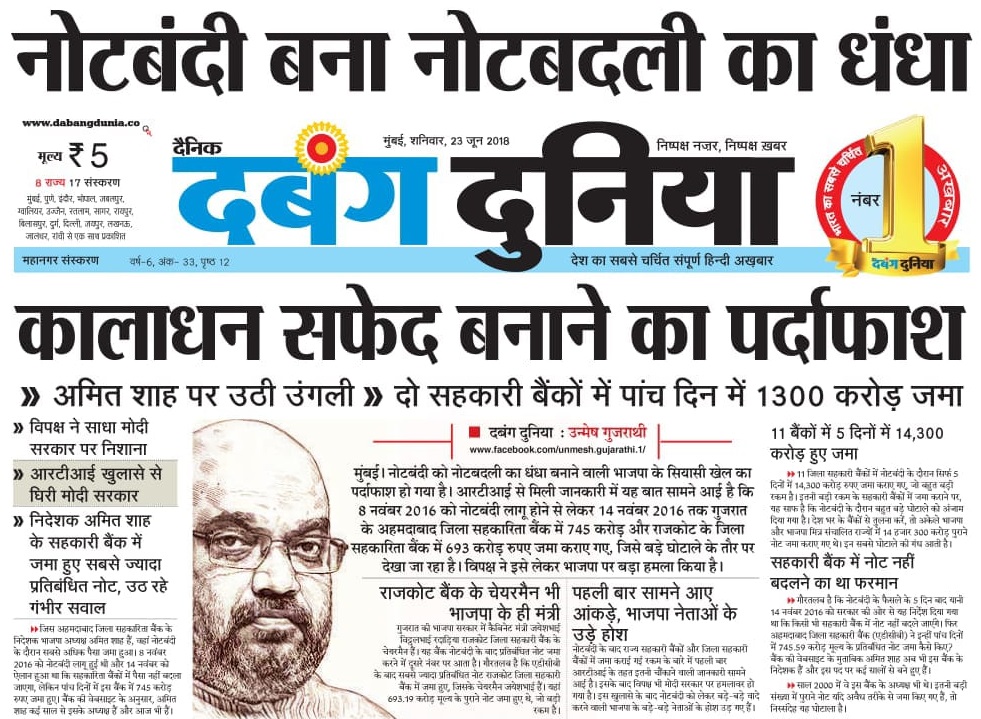 नोटबंदी बना नोटबदली का धंधा
www.dabangdunia.co
मूल्य ₹ 5
8 राज्य 17 संस्करण
मुंबई, पुणे, इंदौर, भोपाल, जबलपुर,
ग्वालियर, उज्जैन, रतलाम, सागर, रायपुर,
बिलासपुर, दुर्ग, दिल्ली, जयपुर, लखनऊ,
जालंधर, रांची से एक साथ प्रकाशित
दैनिक
मुंबई, शनिवार, 23 जून 2018
निष्पक्ष नजर, निष्पक्ष ख़बर
दबंग दुनिया
भारत का सबसे चर्चित अखबार
नंबर 1
दबंग दुनिया
महानगर संस्करण
वर्ष-6, अंक- 33, पृष्ठ 12
देश का सबसे चर्चित संपूर्ण हिन्दी अख़बार
कालाधन सफेद बनाने का पर्दाफाश
» अमित शाह पर उठी उंगली » दो सहकारी बैंकों में पांच दिन में 1300 करोड़ जमा
» विपक्ष ने साधा मोदी
सरकार पर निशाना
» आरटीआई खुलासे से
घिरी मोदी सरकार
» निदेशक अमित शाह
के सहकारी बैंक में
जमा हुए सबसे ज्यादा
प्रतिबंधित नोट, उठ रहे
गंभीर सवाल
जिस अहमदाबाद जिला सहकारिता बैंक के
निदेशक भाजपा अध्यक्ष अमित शाह हैं, वहां नोटबंदी
के दौरान सबसे अधिक पैसा जमा हुआ। 8 नवंबर
2016 को नोटबंदी लागू हुई थी और 14 नवंबर को
ऐलान हुआ था कि सहकारी बैंकों में पैसा नहीं बदला
जाएगा, लेकिन पांच दिनों में इस बैंक में 745 करोड़
रुपए जमा हुए। बैंक की वेबसाइट के अनुसार, अमित
शाह कई साल से इसके अध्यक्ष हैं और आज भी हैं।
दबंग दुनिया : उन्मेष गुजराथी
www.facebook.com/unmesh.gujarathi.1/
मुंबई। नोटबंदी को नोटबदली का धंधा बनाने वाली भाजपा के सियासी खेल का
पर्दाफाश हो गया है। आरटीआई से मिली जानकारी में यह बात सामने आई है कि
8 नवंबर 2016 को नोटबंदी लागू होने से लेकर 14 नवंबर 2016 तक गुजरात
के अहमदाबाद जिला सहकारिता बैंक में 745 करोड़ और राजकोट के जिला
सहकारिता बैंक में 693 करोड़ रुपए जमा कराए गए, जिसे बड़े घोटाले के तौर पर
देखा जा रहा है। विपक्ष ने इसे लेकर भाजपा पर बड़ा हमला किया है।
राजकोट बैंक के चेयरमैन भी
भाजपा के ही मंत्री
गुजरात की भाजपा सरकार में कैबिनेट मंत्री जयेशभाई
विट्ठलभाई रदाड़िया राजकोट जिला सहकारी बैंक के
चेयरमैन हैं। यह बैंक नोटबंदी के बाद प्रतिबंधित नोट जमा
करने में दूसरे नंबर पर आता है। गौरतलब है कि एडीसीबी
के बाद सबसे ज्यादा प्रतिबंधित नोट राजकोट जिला सहकारी
बैंक में जमा हुए, जिसके चेयरमैन जयेशभाई हैं। यहां
693.19 करोड़ मूल्य के पुराने नोट जमा हुए थे, जो बड़ी
रकम है।
पहली बार सामने आए
आंकड़े, भाजपा नेताओं के
उड़े होश
नोटबंदी के बाद राज्य सहकारी बैंकों और जिला सहकारी
बैंकों में जमा कराई गई रकम के बारे में पहली बार
आरटीआई के तहत इतनी चौंकाने वाली जानकारी सामने
आई है। इसके बाद विपक्ष भी मोदी सरकार पर हमलावर हो
गया है। इस खुलासे के बाद नोटबंदी को लेकर बड़े-बड़े वादे
करने वाली भाजपा के बड़े-बड़े नेताओं के होश उड़ गए हैं।
11 बैंकों में 5 दिनों में 14,300
करोड़ हुए जमा
11 जिला सहकारी बैंकों में नोटबंदी के दौरान सिर्फ 5
दिनों में 14,300 करोड़ रुपए जमा कराए गए, जो बहुत बड़ी
रकम है। इतनी बड़ी रकम के सहकारी बैंकों में जमा कराने पर,
यह साफ है कि नोटबंदी के दौरान बहुत बड़े घोटाले को अंजाम
दिया गया है। देश भर के बैंकों से तुलना करें, तो अकेले भाजपा
और भाजपा मित्र संचालित राज्यों में 14 हजार 300 करोड़ पुराने
नोट जमा कराए गए थे। इन सबसे घोटाले की गंध आती है।
सहकारी बैंक में नोट नहीं
बदलने का था फरमान
गौरतलब है कि नोटबंदी के फैसले के 5 दिन बाद यानी
14 नवंबर 2016 को सरकार की ओर से यह निर्देश दिया गया
था कि किसी भी सहकारी बैंक में नोट नहीं बदले जाएंगे। फिर
अहमदाबाद जिला सहकारी बैंक (एडीसीबी) ने इन्हीं पांच दिनों
में 745.59 करोड़ मूल्य के प्रतिबंधित नोट जमा कैसे किए?
बैंक की वेबसाइट के मुताबिक अमित शाह अब भी इस बैंक के
निदेशक हैं और इस पद पर कई सालों से बने हुए हैं।
साल 2000 में वे इस बैंक के अध्यक्ष भी थे। इतनी बड़ी
संख्या में पुराने नोट यदि अवैध तरीके से जमा किए गए हैं, तो
निस्संदेह यह घोटाला है।